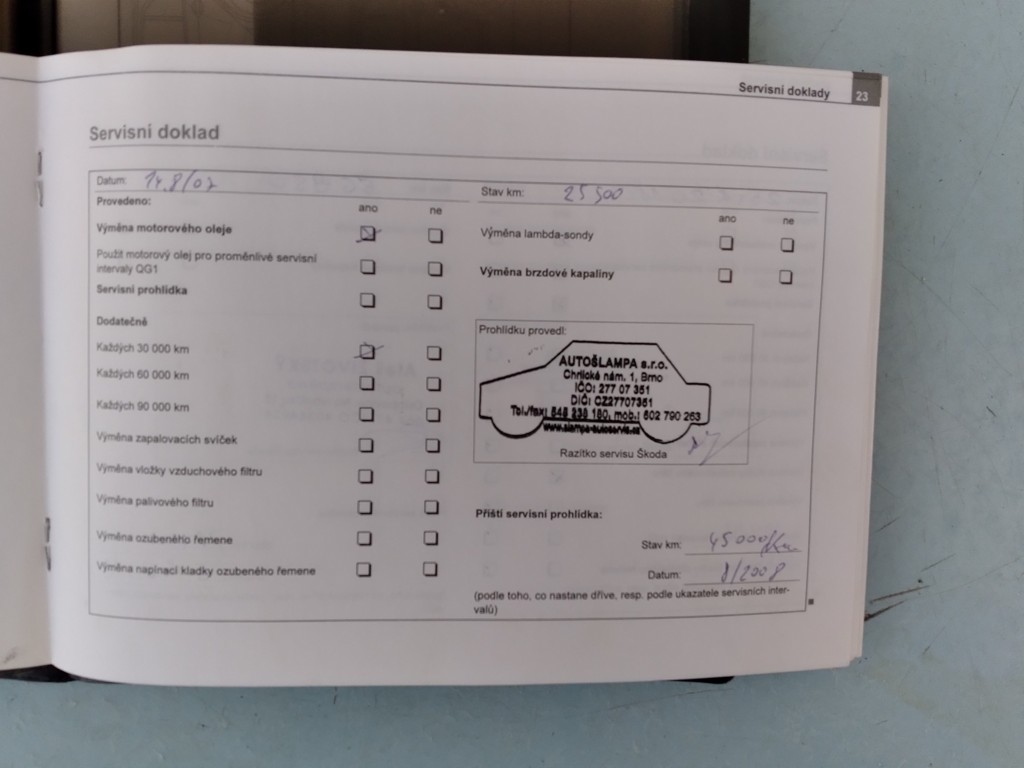 Servisní doklady 23
Servisní doklad
Datum: 14.8/07
Provedeno:
ano ne
Výměna motorového oleje
Použit motorový olej pro proměnlivé servisní
intervaly QG1
Servisní prohlídka
Dodatečně
Každých 30 000 km
Každých 60 000 km
Každých 90 000 km
Výměna zapalovacích svíček
Výměna vložky vzduchového filtru
Výměna palivového filtru
Výměna ozubeného řemene
Výměna napínací kladky ozubeného řemene
Stav km: 25 500
ano ne
Výměna lambda-sondy
Výměna brzdové kapaliny
Prohlídku provedl:
AUTOŠLAMPA s.r.o.
Chrlické nám. 1, Brno
IČO: 277 07 351
DIČ: CZ27707351
Tel./fax: 548 238 180, mob.: 602 790 263
www.slampa-autoservis.cz
Razítko servisu Škoda
Příští servisní prohlídka:
Stav km: 45000/Km
Datum: 8/2008
(podle toho, co nastane dříve, resp. podle ukazatele servisních inter-
valů)